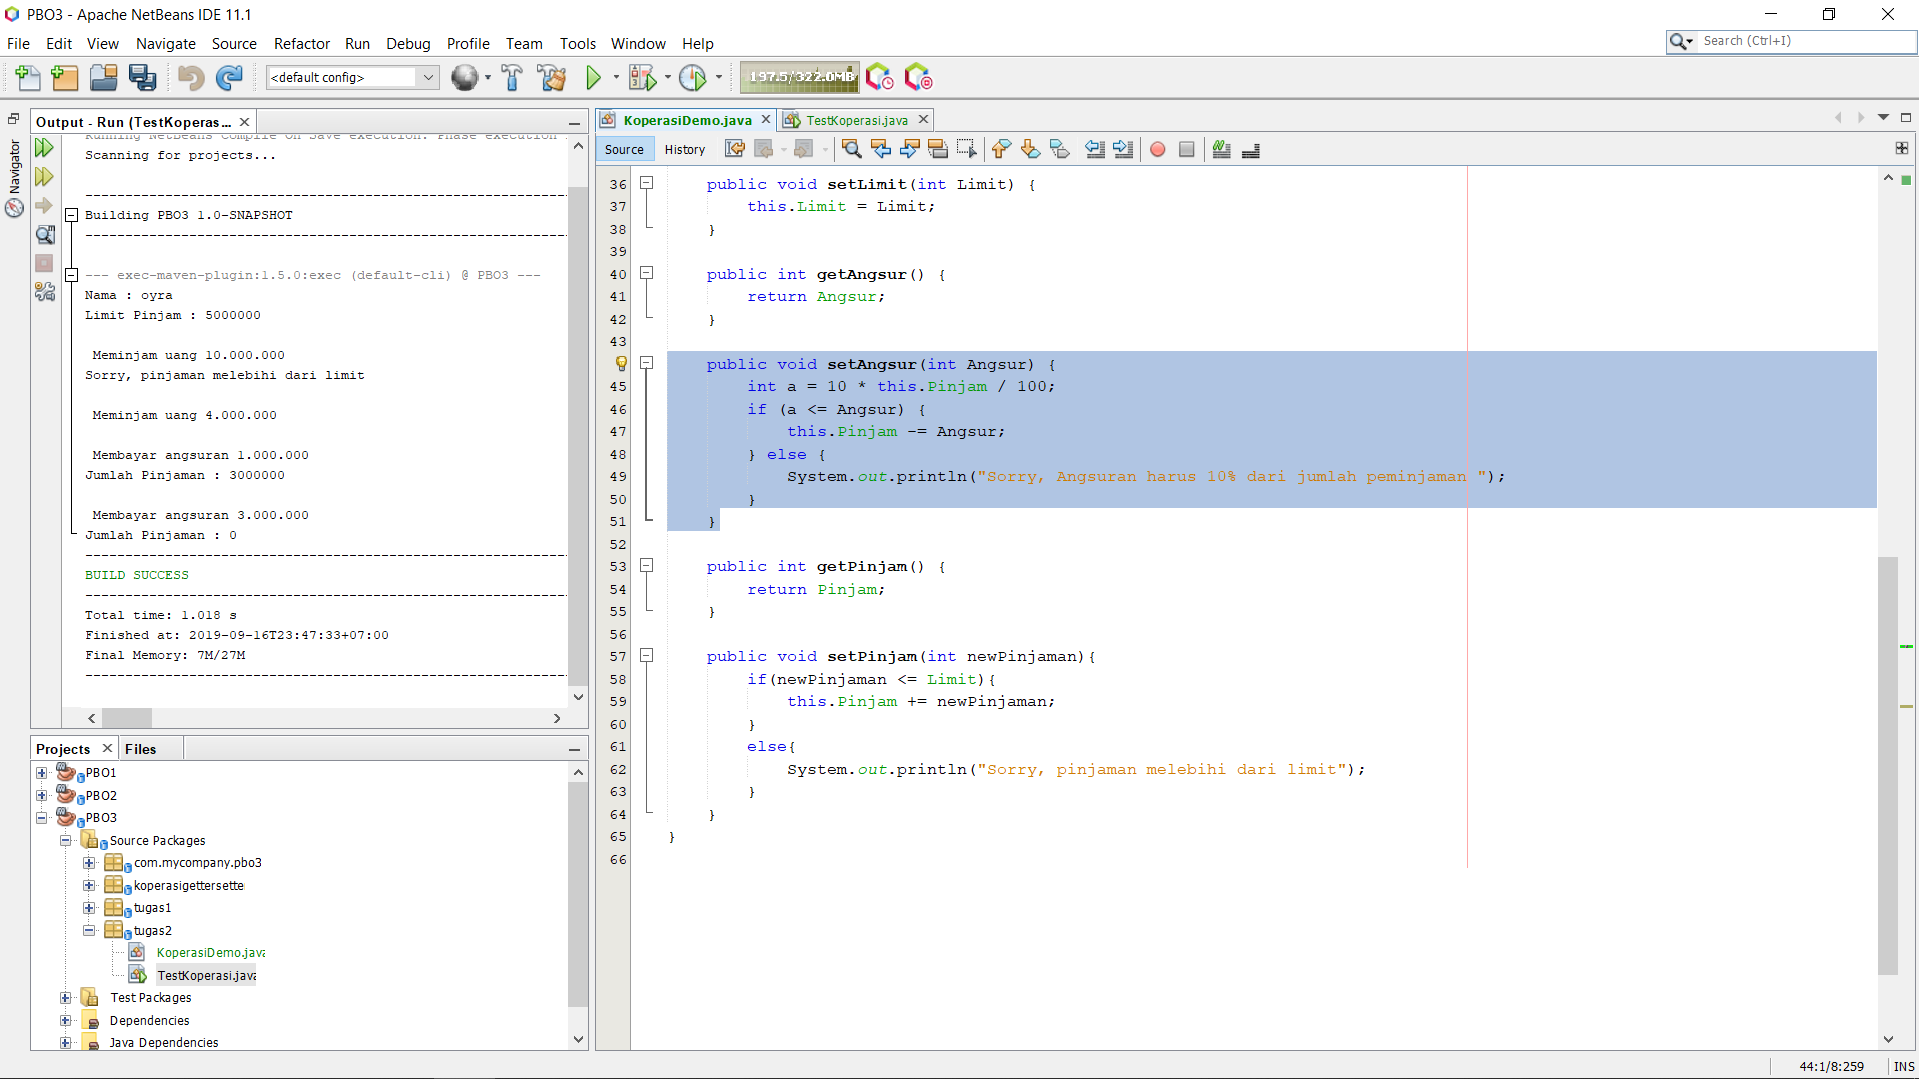 PBO3 - Apache NetBeans IDE 11.1
File Edit View Navigate Source Refactor Run Debug Profile Team Tools Window Help
Search (Ctrl+I)
<default config>
197.5/322.0MB
Navigator
Output - Run (TestKoperas...
Running NetBeans Compile On Save execution. Phase execution
Scanning for projects...
------------------------------------------------------------
Building PBO3 1.0-SNAPSHOT
------------------------------------------------------------
--- exec-maven-plugin:1.5.0:exec (default-cli) @ PBO3 ---
Nama : oyra
Limit Pinjam : 5000000
Meminjam uang 10.000.000
Sorry, pinjaman melebihi dari limit
Meminjam uang 4.000.000
Membayar angsuran 1.000.000
Jumlah Pinjaman : 3000000
Membayar angsuran 3.000.000
Jumlah Pinjaman : 0
------------------------------------------------------------
BUILD SUCCESS
------------------------------------------------------------
Total time: 1.018 s
Finished at: 2019-09-16T23:47:33+07:00
Final Memory: 7M/27M
------------------------------------------------------------
Projects Files
PBO1
PBO2
PBO3
Source Packages
com.mycompany.pbo3
koperasigettersette
tugas1
tugas2
KoperasiDemo.java
TestKoperasi.java
Test Packages
Dependencies
Java Dependencies
KoperasiDemo.java TestKoperasi.java
Source History
36 public void setLimit(int Limit) {
37 this.Limit = Limit;
38 }
39
40 public int getAngsur() {
41 return Angsur;
42 }
43
public void setAngsur(int Angsur) {
45 int a = 10 * this.Pinjam / 100;
46 if (a <= Angsur) {
47 this.Pinjam -= Angsur;
48 } else {
49 System.out.println("Sorry, Angsuran harus 10% dari jumlah peminjaman ");
50 }
51 }
52
53 public int getPinjam() {
54 return Pinjam;
55 }
56
57 public void setPinjam(int newPinjaman){
58 if(newPinjaman <= Limit){
59 this.Pinjam += newPinjaman;
60 }
61 else{
62 System.out.println("Sorry, pinjaman melebihi dari limit");
63 }
64 }
65 }
66
44:1/8:259 INS